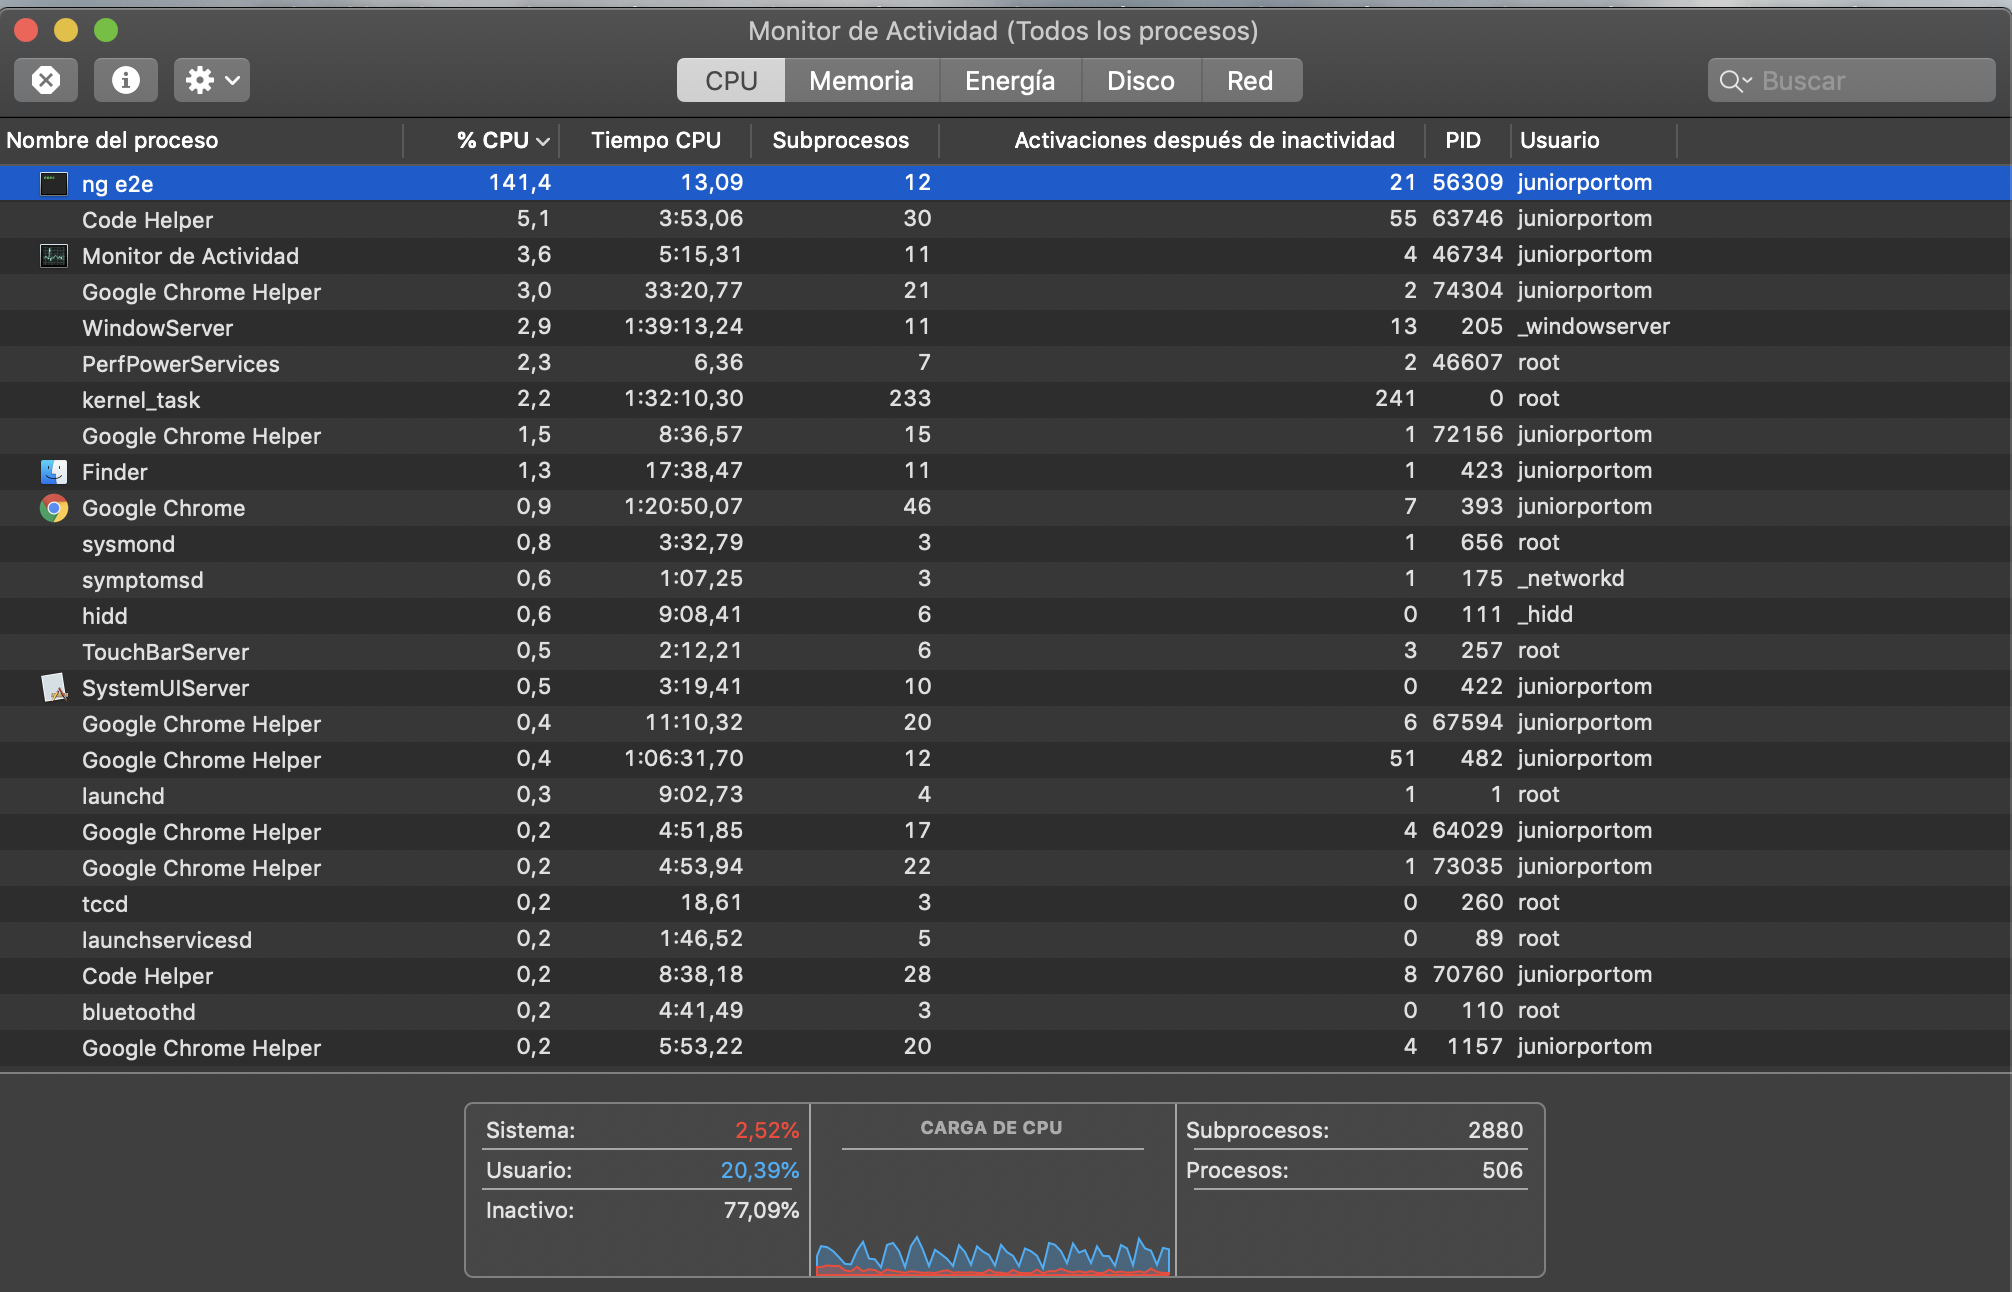 Monitor de Actividad (Todos los procesos)
CPU Memoria Energía Disco Red Buscar
Nombre del proceso % CPU Tiempo CPU Subprocesos Activaciones después de inactividad PID Usuario
ng e2e 141,4 13,09 12 21 56309 juniorportom
Code Helper 5,1 3:53,06 30 55 63746 juniorportom
Monitor de Actividad 3,6 5:15,31 11 4 46734 juniorportom
Google Chrome Helper 3,0 33:20,77 21 2 74304 juniorportom
WindowServer 2,9 1:39:13,24 11 13 205 _windowserver
PerfPowerServices 2,3 6,36 7 2 46607 root
kernel_task 2,2 1:32:10,30 233 241 0 root
Google Chrome Helper 1,5 8:36,57 15 1 72156 juniorportom
Finder 1,3 17:38,47 11 1 423 juniorportom
Google Chrome 0,9 1:20:50,07 46 7 393 juniorportom
sysmond 0,8 3:32,79 3 1 656 root
symptomsd 0,6 1:07,25 3 1 175 _networkd
hidd 0,6 9:08,41 6 0 111 _hidd
TouchBarServer 0,5 2:12,21 6 3 257 root
SystemUIServer 0,5 3:19,41 10 0 422 juniorportom
Google Chrome Helper 0,4 11:10,32 20 6 67594 juniorportom
Google Chrome Helper 0,4 1:06:31,70 12 51 482 juniorportom
launchd 0,3 9:02,73 4 1 1 root
Google Chrome Helper 0,2 4:51,85 17 4 64029 juniorportom
Google Chrome Helper 0,2 4:53,94 22 1 73035 juniorportom
tccd 0,2 18,61 3 0 260 root
launchservicesd 0,2 1:46,52 5 0 89 root
Code Helper 0,2 8:38,18 28 8 70760 juniorportom
bluetoothd 0,2 4:41,49 3 0 110 root
Google Chrome Helper 0,2 5:53,22 20 4 1157 juniorportom
Sistema: 2,52% CARGA DE CPU Subprocesos: 2880
Usuario: 20,39% Procesos: 506
Inactivo: 77,09%